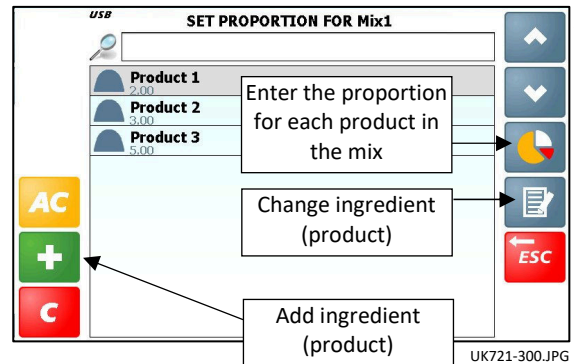 USB
SET PROPORTION FOR Mix1
Product 1
2.00
Product 2
3.00
Product 3
5.00
Enter the proportion
for each product in
the mix
Change ingredient
(product)
Add ingredient
(product)
AC
C
ESC
UK721-300.JPG